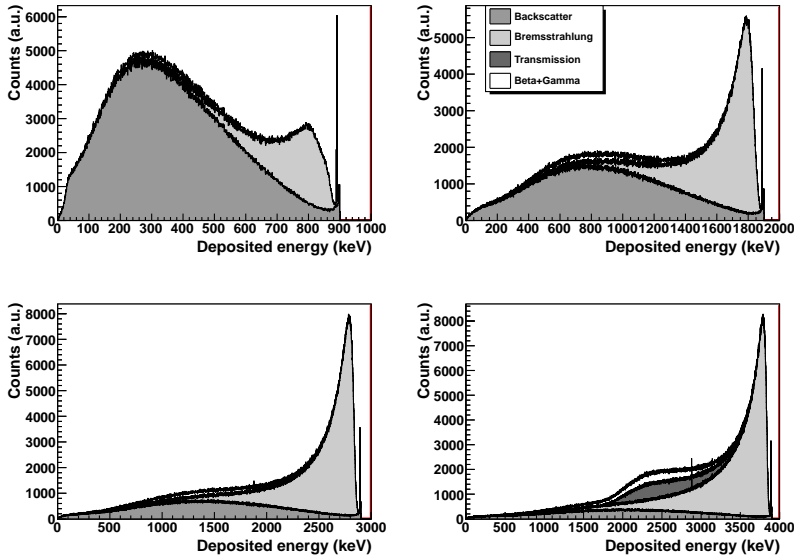 Counts (a.u.)
6000
5000
4000
3000
2000
1000
0
0 100 200 300 400 500 600 700 800 900 1000
Deposited energy (keV)
Counts (a.u.)
5000
4000
3000
2000
1000
0
Backscatter
Bremsstrahlung
Transmission
Beta+Gamma
0 200 400 600 800 1000 1200 1400 1600 1800 2000
Deposited energy (keV)
Counts (a.u.)
8000
7000
6000
5000
4000
3000
2000
1000
0
0 500 1000 1500 2000 2500 3000
Deposited energy (keV)
Counts (a.u.)
8000
7000
6000
5000
4000
3000
2000
1000
0
0 500 1000 1500 2000 2500 3000 3500 4000
Deposited energy (keV)